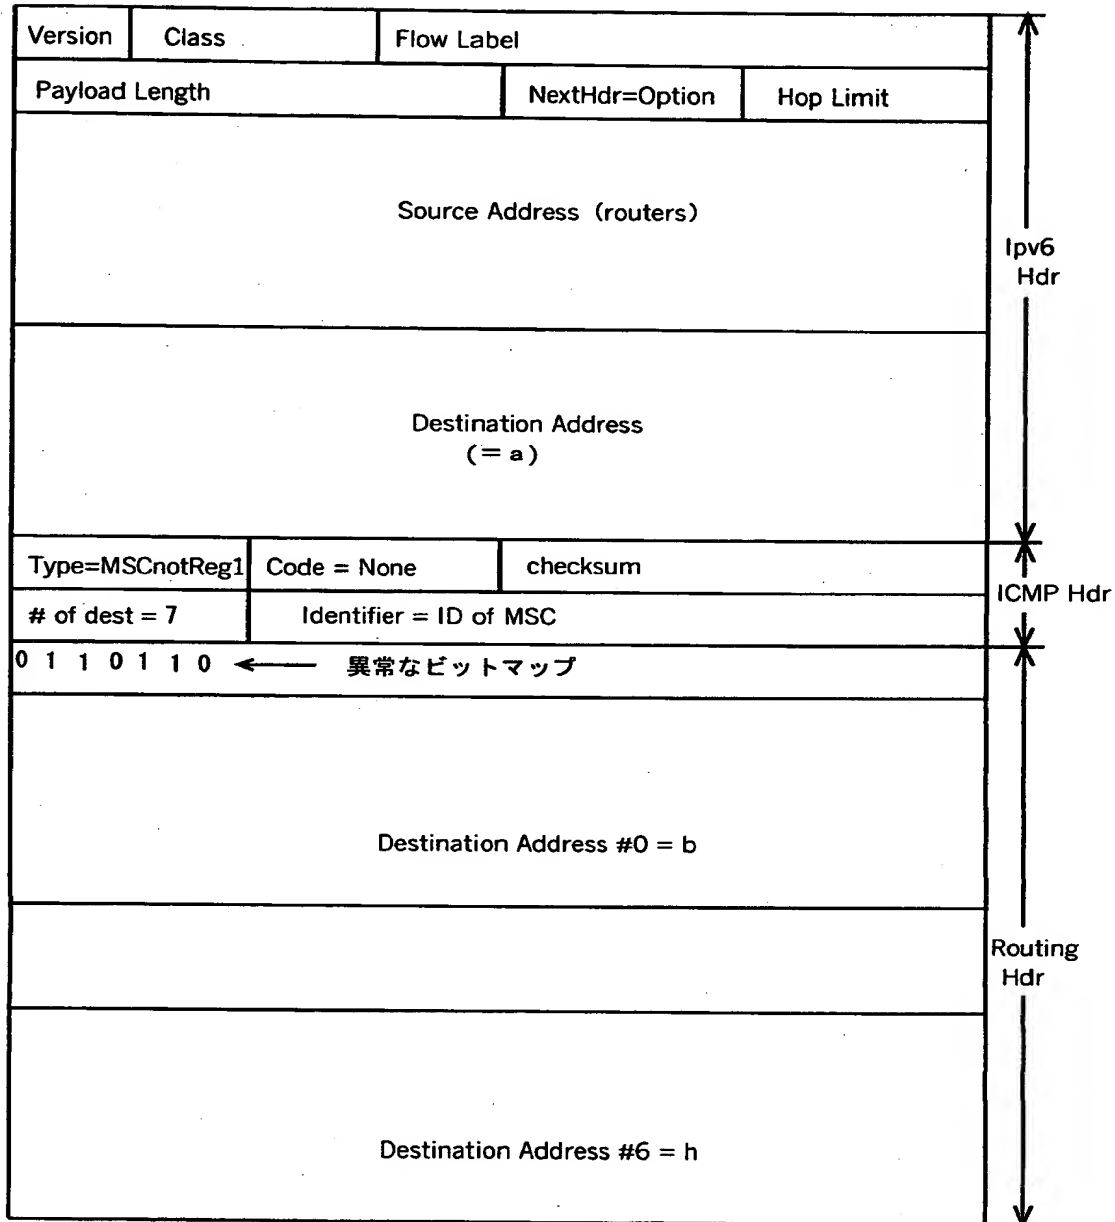 Version Class Flow Label
Payload Length NextHdr=Option Hop Limit
Source Address (routers)
Ipv6
Hdr
Destination Address
(= a)
Type=MSCnotReg1 Code = None checksum
ICMP Hdr
# of dest = 7 Identifier = ID of MSC
0 1 1 0 1 1 0 ← 異常なビットマップ
Destination Address #0 = b
Routing
Hdr
Destination Address #6 = h